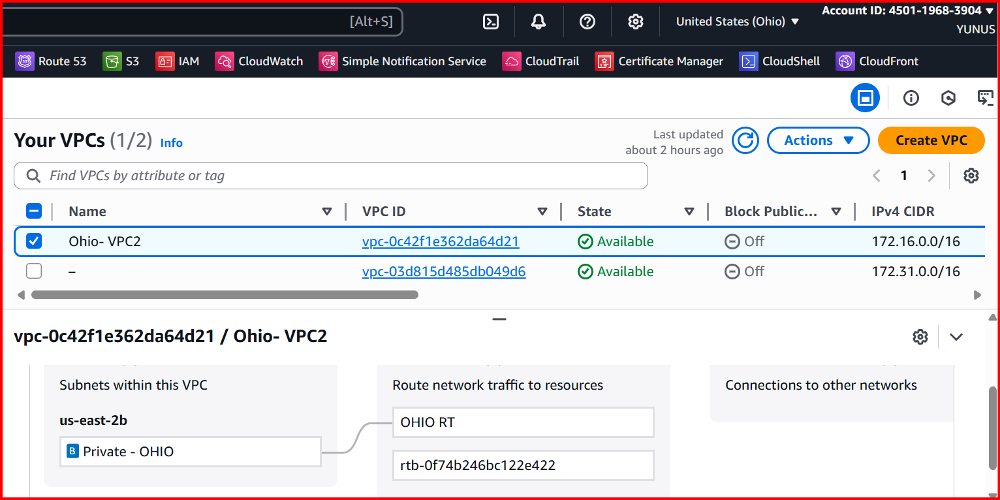 [Alt+S]
United States (Ohio)
Account ID: 4501-1968-3904
YUNUS
Route 53 S3 IAM CloudWatch Simple Notification Service CloudTrail Certificate Manager CloudShell CloudFront
Your VPCs (1/2) Info
Last updated
about 2 hours ago
Actions
Create VPC
Find VPCs by attribute or tag
1
Name VPC ID State Block Public... IPv4 CIDR
Ohio- VPC2 vpc-0c42f1e362da64d21 Available Off 172.16.0.0/16
– vpc-03d815d485db049d6 Available Off 172.31.0.0/16
vpc-0c42f1e362da64d21 / Ohio- VPC2
Subnets within this VPC
us-east-2b
B Private - OHIO
Route network traffic to resources
OHIO RT
rtb-0f74b246bc122e422
Connections to other networks